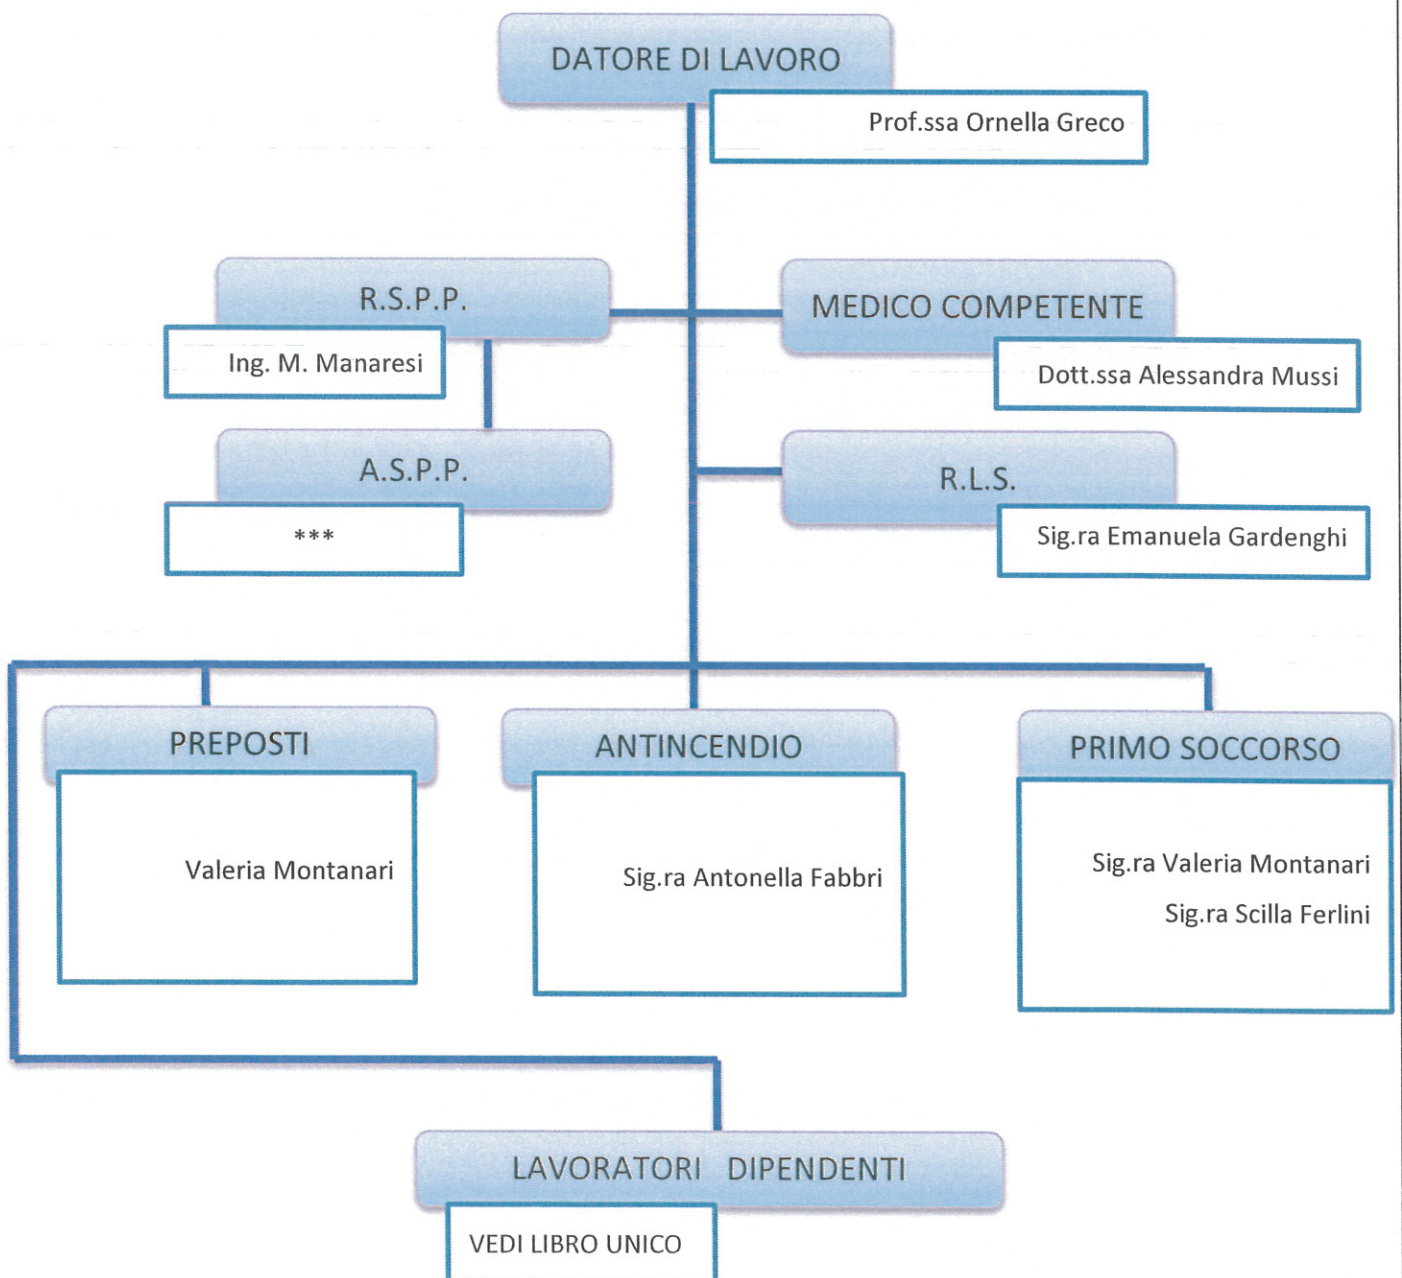 DATORE DI LAVORO
Prof.ssa Ornella Greco
R.S.P.P.
Ing. M. Manaresi
MEDICO COMPETENTE
Dott.ssa Alessandra Mussi
A.S.P.P.
***
R.L.S.
Sig.ra Emanuela Gardenghi
PREPOSTI
Valeria Montanari
ANTINCENDIO
Sig.ra Antonella Fabbri
PRIMO SOCCORSO
Sig.ra Valeria Montanari
Sig.ra Scilla Ferlini
LAVORATORI DIPENDENTI
VEDI LIBRO UNICO